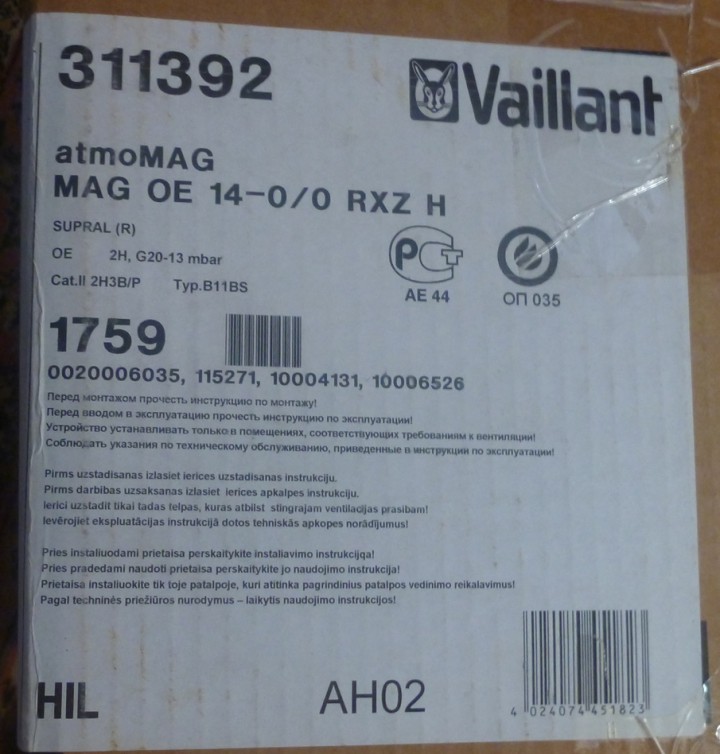 311392
Vaillant
atmoMAG
MAG OE 14-0/0 RXZ H
SUPRAL (R)
OE 2H, G20-13 mbar
Cat.II 2H3B/P Typ.B11BS
РСТ
AE 44
ОП 035
1759
0020006035, 115271, 10004131, 10006526
Перед монтажом прочесть инструкцию по монтажу!
Перед вводом в эксплуатацию прочесть инструкцию по эксплуатации!
Устройство устанавливать только в помещениях, соответствующих требованиям к вентиляции!
Соблюдать указания по техническому обслуживанию, приведенные в инструкции по эксплуатации!
Pirms uzstadisanas izlasiet ierices uzstadisanas instrukciju.
Pirms darbibas uzsaksanas izlasiet ierices apkalpes instrukciju.
Ierici uzstadit tikai tadas telpas, kuras atbilst stingrajam ventilacijas prasibam!
Ievērojiet ekspluatācijas instrukcijā dotos tehniskās apkopes norādījumus!
Pries instaliuodami prietaisa perskaitykite instaliavimo instrukcijqa!
Pries pradedami naudoti prietaisa perskaitykite jo naudojimo instrukcija!
Prietaisa instaliuokite tik toje patalpoje, kuri atitinka pagrindinius patalpos vedinimo reikalavimus!
Pagal techninės priežiūros nurodymus – laikytis naudojimo instrukcijos!
HIL
AH02
4 024074 451823